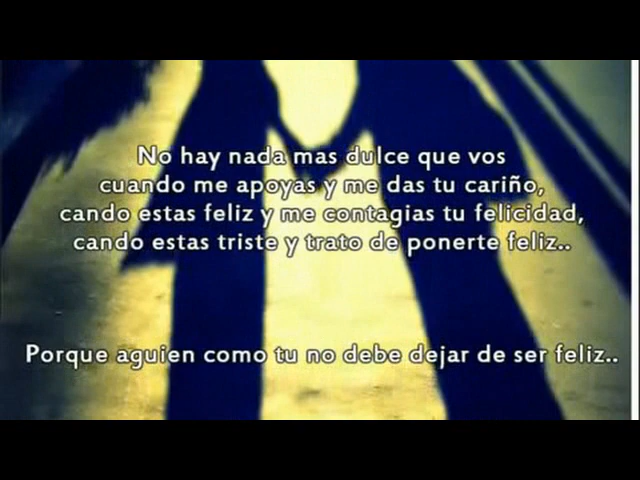 No hay nada mas dulce que vos
cuando me apoyas y me das tu cariño,
cando estas feliz y me contagias tu felicidad,
cando estas triste y trato de ponerte feliz..
Porque aguien como tu no debe dejar de ser feliz..